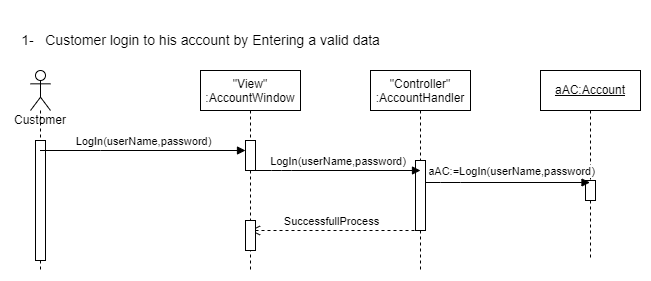 1- Customer login to his account by Entering a valid data
"View"
:AccountWindow
"Controller"
:AccountHandler
aAC:Account
Customer
LogIn(userName,password)
LogIn(userName,password)
aAC:=LogIn(userName,password)
SuccessfullProcess